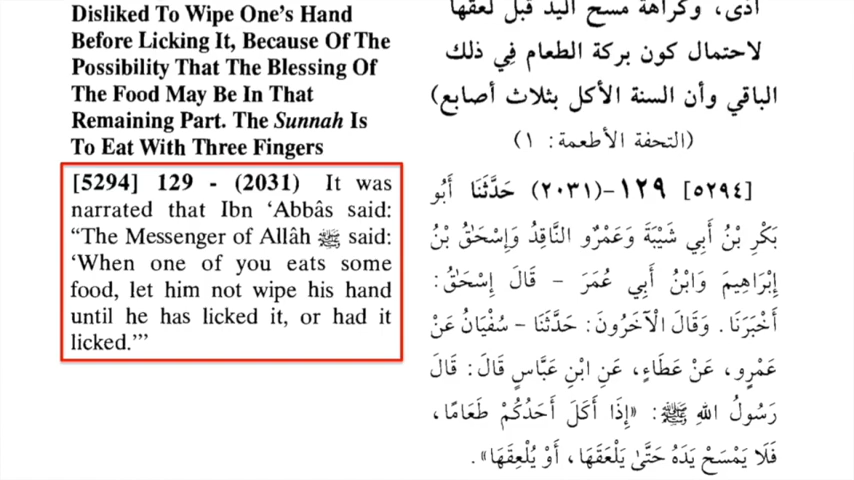 Disliked To Wipe One’s Hand
Before Licking It, Because Of The
Possibility That The Blessing Of
The Food May Be In That
Remaining Part. The Sunnah Is
To Eat With Three Fingers
[5294] 129 - (2031) It was
narrated that Ibn ‘Abbâs said:
“The Messenger of Allâh ﷺ said:
‘When one of you eats some
food, let him not wipe his hand
until he has licked it, or had it
licked.’”
أذى، وكراهة مسح اليد قبل لعقها
لاحتمال كون بركة الطعام فِي ذلك
الباقي وأن السنة الأكل بثلاث أصابع)
(التحفة الأطعمة: ١)
[٥٢٩٤] ١٢٩-(٢٠٣١) حَدَّثَنَا أَبُو
بَكْرِ بْنُ أَبِي شَيْبَةَ وَعَمْرٌو النَّاقِدُ وَإِسْحٰقُ بْنُ
إِبْرَاهِيمَ وَابْنُ أَبِي عُمَرَ - قَالَ إِسْحٰقُ:
أَخْبَرَنَا. وَقَالَ الْآخَرُونَ: حَدَّثَنَا - سُفْيَانُ عَنْ
عَمْرٍو، عَنْ عَطَاءٍ، عَنِ ابْنِ عَبَّاسٍ قَالَ: قَالَ
رَسُولُ اللهِ ﷺ: «إِذَا أَكَلَ أَحَدُكُمْ طَعَامًا،
فَلَا يَمْسَحْ يَدَهُ حَتَّىٰ يَلْعَقَهَا، أَوْ يُلْعِقَهَا».